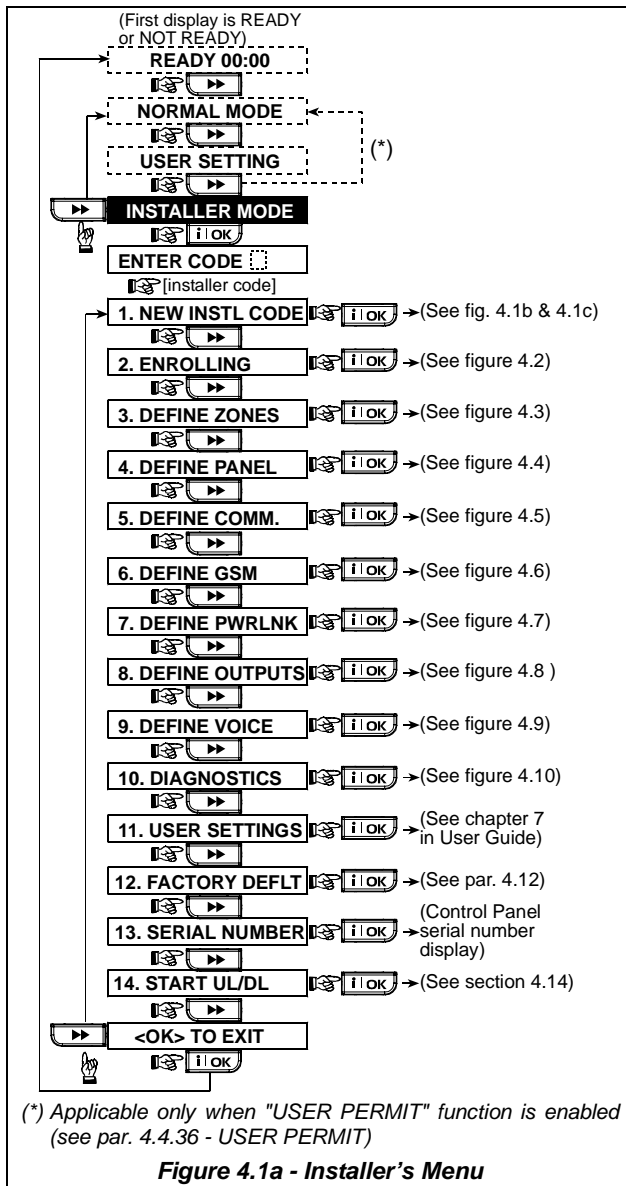 (First display is READY
or NOT READY)
READY 00:00
NORMAL MODE
(*)
USER SETTING
INSTALLER MODE
i OK
ENTER CODE
[installer code]
1. NEW INSTL CODE i OK (See fig. 4.1b & 4.1c)
2. ENROLLING i OK (See figure 4.2)
3. DEFINE ZONES i OK (See figure 4.3)
4. DEFINE PANEL i OK (See figure 4.4)
5. DEFINE COMM. i OK (See figure 4.5)
6. DEFINE GSM i OK (See figure 4.6)
7. DEFINE PWRLNK i OK (See figure 4.7)
8. DEFINE OUTPUTS i OK (See figure 4.8 )
9. DEFINE VOICE i OK (See figure 4.9)
10. DIAGNOSTICS i OK (See figure 4.10)
11. USER SETTINGS i OK (See chapter 7
in User Guide)
12. FACTORY DEFLT i OK (See par. 4.12)
13. SERIAL NUMBER i OK (Control Panel
serial number
display)
14. START UL/DL i OK (See section 4.14)
<OK> TO EXIT
i OK
(*) Applicable only when "USER PERMIT" function is enabled
(see par. 4.4.36 - USER PERMIT)
Figure 4.1a - Installer's Menu